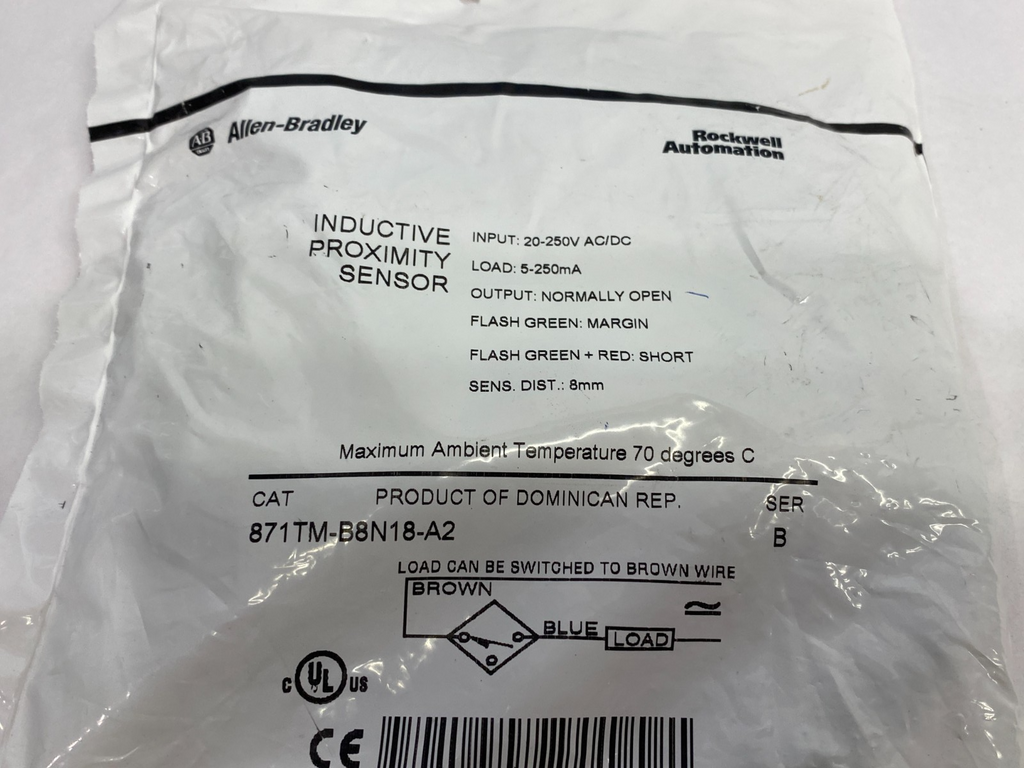 AB Allen-Bradley
Rockwell
Automation
INDUCTIVE
PROXIMITY
SENSOR
INPUT: 20-250V AC/DC
LOAD: 5-250mA
OUTPUT: NORMALLY OPEN
FLASH GREEN: MARGIN
FLASH GREEN + RED: SHORT
SENS. DIST.: 8mm
Maximum Ambient Temperature 70 degrees C
CAT PRODUCT OF DOMINICAN REP. SER
871TM-B8N18-A2 B
LOAD CAN BE SWITCHED TO BROWN WIRE
BROWN
BLUE LOAD
C UL US
CE